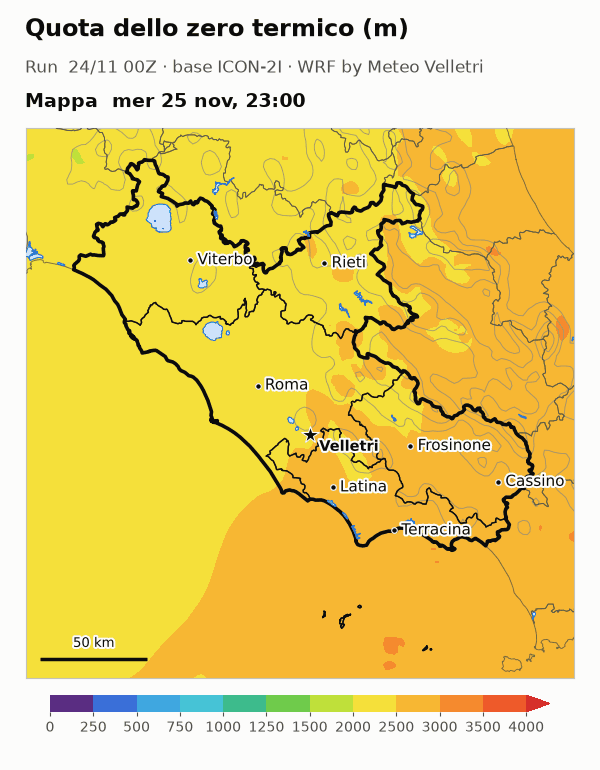 Quota dello zero termico (m)
Run  24/11 00Z · base ICON-2I · WRF by Meteo Velletri
Mappa  mer 25 nov, 23:00
Viterbo
Rieti
Roma
Velletri
Frosinone
Cassino
Latina
Terracina
50 km
0 250 500 750 1000 1250 1500 2000 2500 3000 3500 4000